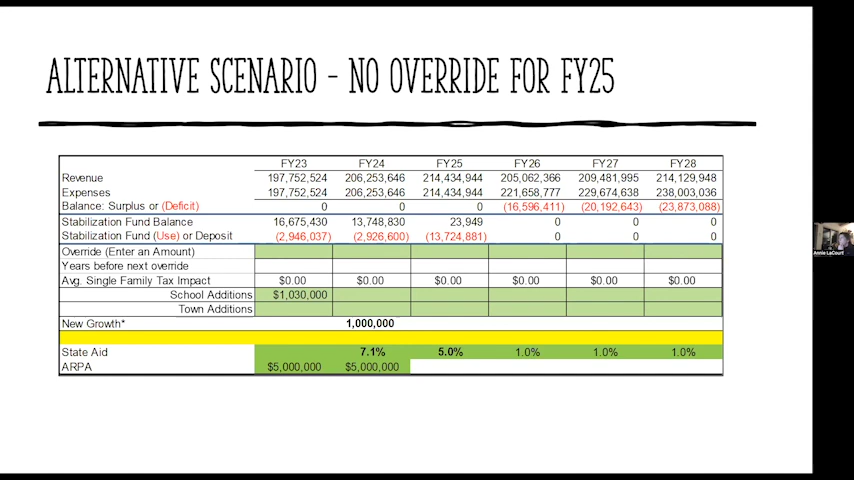 ALTERNATIVE SCENARIO - NO OVERRIDE FOR FY25
FY23 FY24 FY25 FY26 FY27 FY28
Revenue 197,752,524 206,253,646 214,434,944 205,062,366 209,481,995 214,129,948
Expenses 197,752,524 206,253,646 214,434,944 221,658,777 229,674,638 238,003,036
Balance: Surplus or (Deficit) 0 0 0 (16,596,411) (20,192,643) (23,873,088)
Stabilization Fund Balance 16,675,430 13,748,830 23,949 0 0 0
Stabilization Fund (Use) or Deposit (2,946,037) (2,926,600) (13,724,881) 0 0 0
Override (Enter an Amount)
Years before next override
Avg. Single Family Tax Impact $0.00 $0.00 $0.00 $0.00 $0.00 $0.00
School Additions $1,030,000
Town Additions
New Growth* 1,000,000
State Aid 7.1% 5.0% 1.0% 1.0% 1.0%
ARPA $5,000,000 $5,000,000
Annie LaCourt